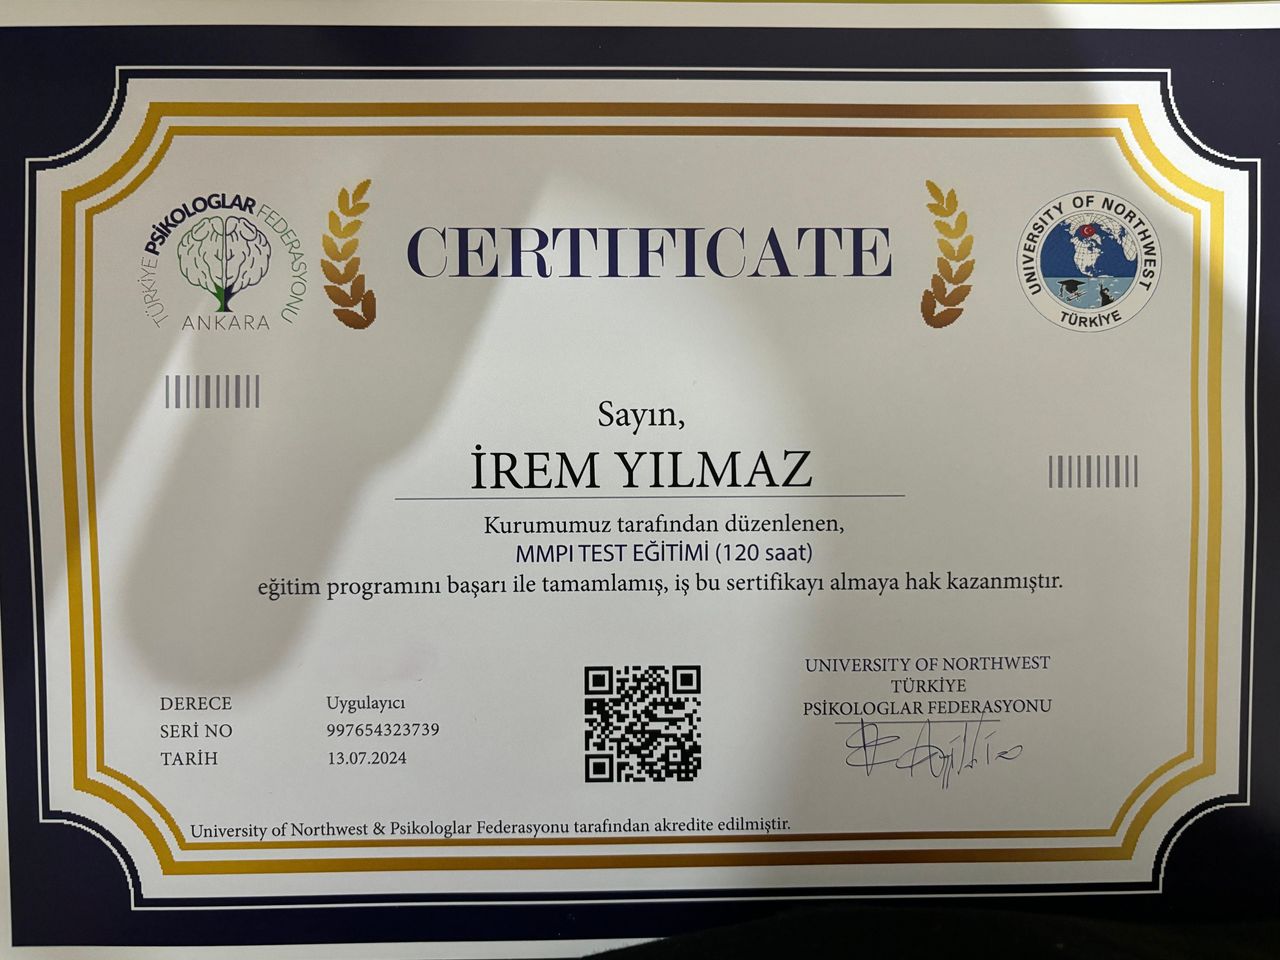 TÜRKİYE PSİKOLOGLAR FEDERASYONU
ANKARA
CERTIFICATE
UNIVERSITY OF NORTHWEST
TÜRKİYE
Sayın,
İREM YILMAZ
Kurumumuz tarafından düzenlenen,
MMPI TEST EĞİTİMİ (120 saat)
eğitim programını başarı ile tamamlamış, iş bu sertifikayı almaya hak kazanmıştır.
DERECE Uygulayıcı
SERİ NO 997654323739
TARİH 13.07.2024
UNIVERSITY OF NORTHWEST
TÜRKİYE
PSİKOLOGLAR FEDERASYONU
University of Northwest & Psikologlar Federasyonu tarafından akredite edilmiştir.